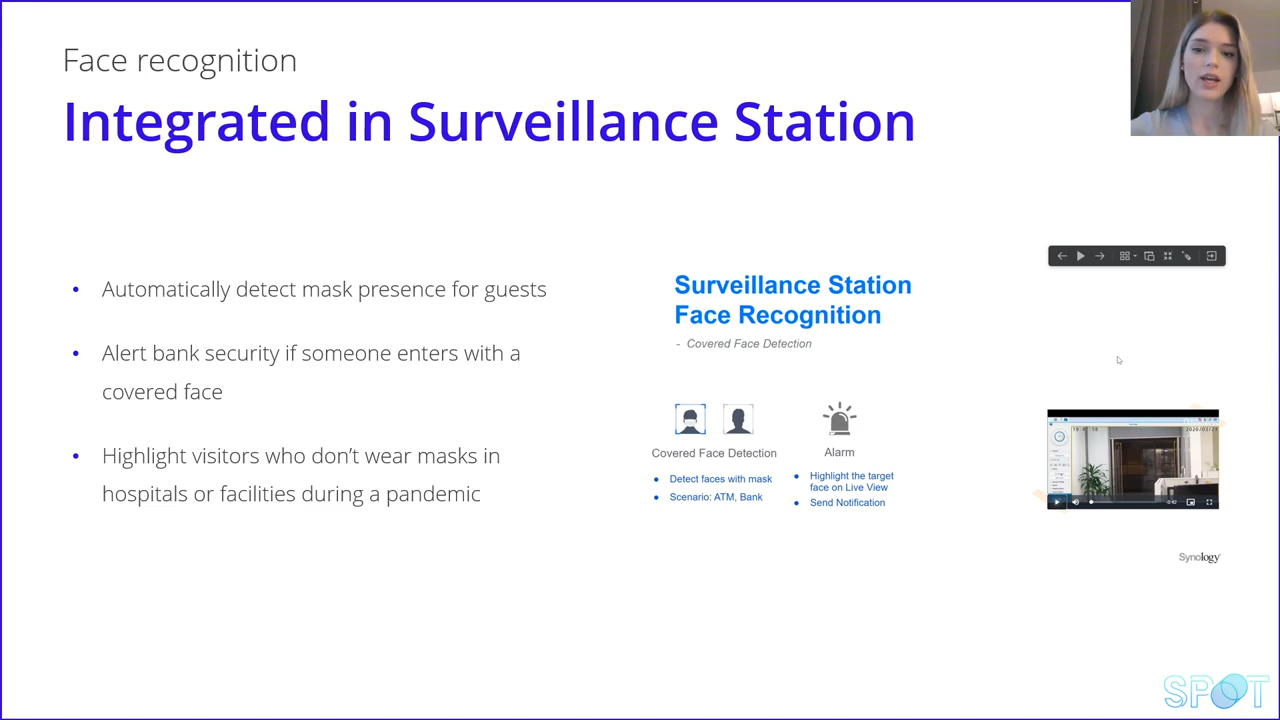 Face recognition
Integrated in Surveillance Station
• Automatically detect mask presence for guests
• Alert bank security if someone enters with a
covered face
• Highlight visitors who don't wear masks in
hospitals or facilities during a pandemic
Surveillance Station
Face Recognition
- Covered Face Detection
Covered Face Detection
• Detect faces with mask
• Scenario: ATM, Bank
Alarm
• Highlight the target
face on Live View
• Send Notification
Synology
SPOT